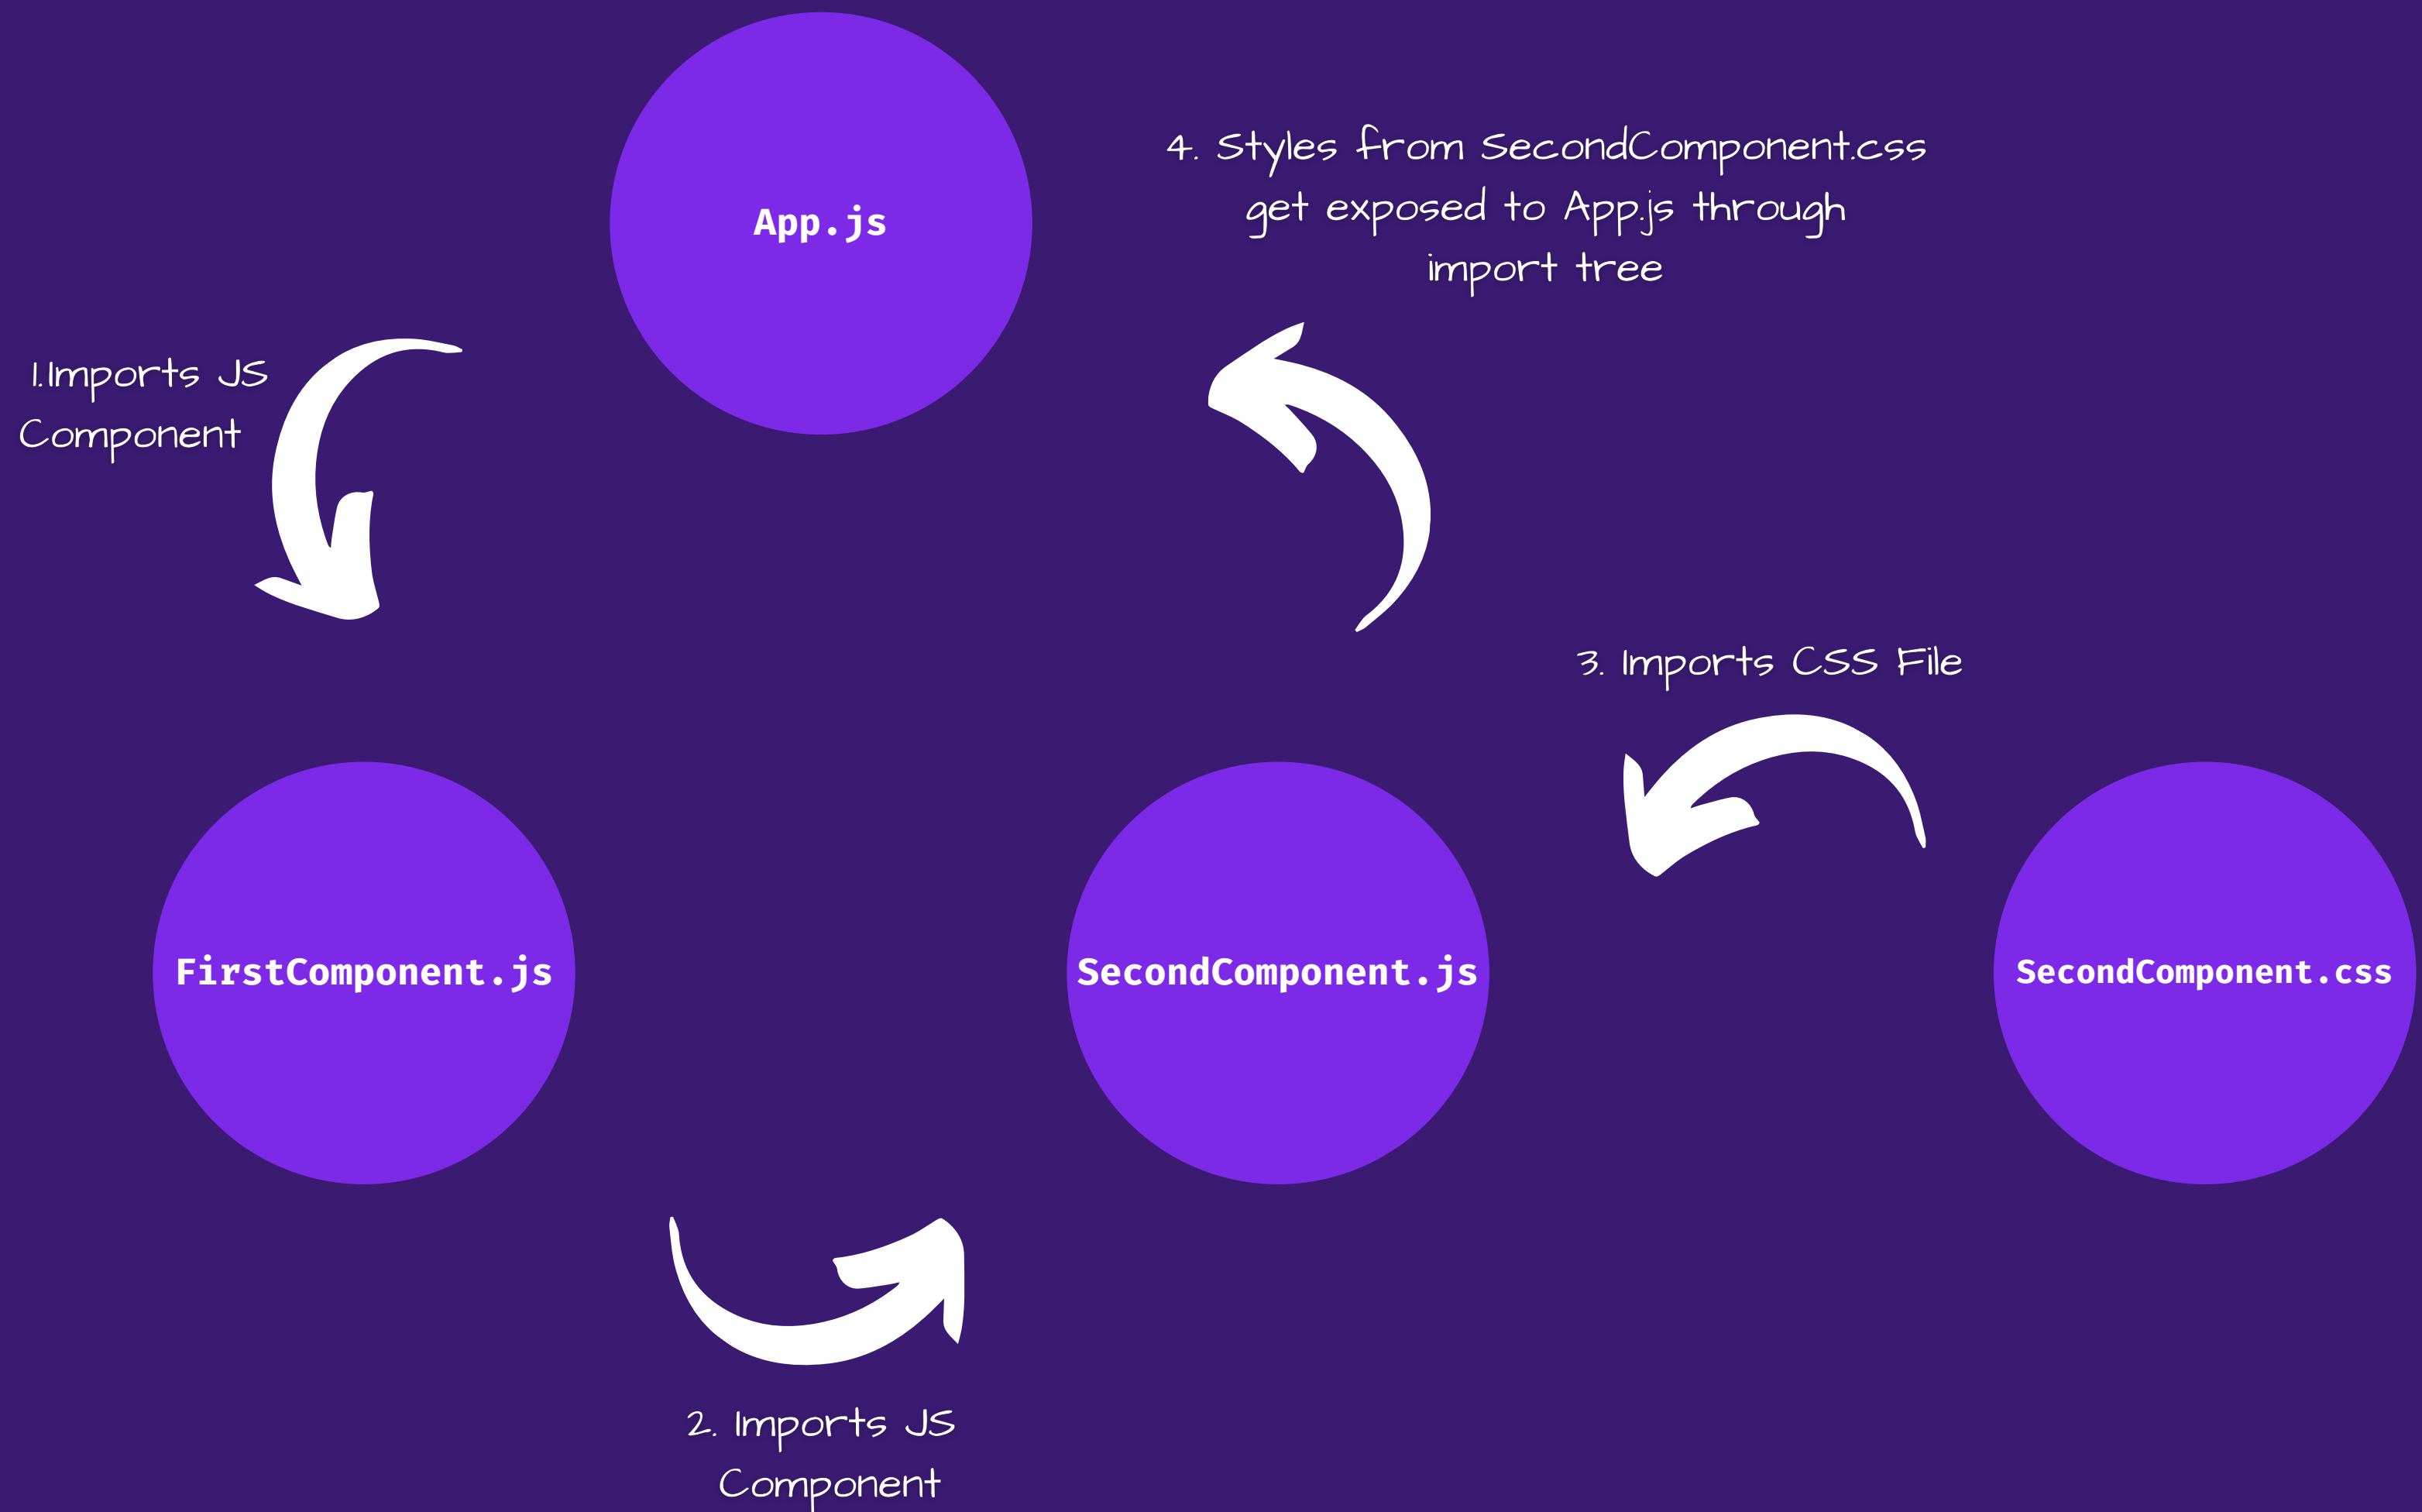 App.js
4. Styles from SecondComponent.css
get exposed to App.js through
import tree
1.Imports JS
Component
3. Imports CSS File
FirstComponent.js
SecondComponent.js
SecondComponent.css
2. Imports JS
Component